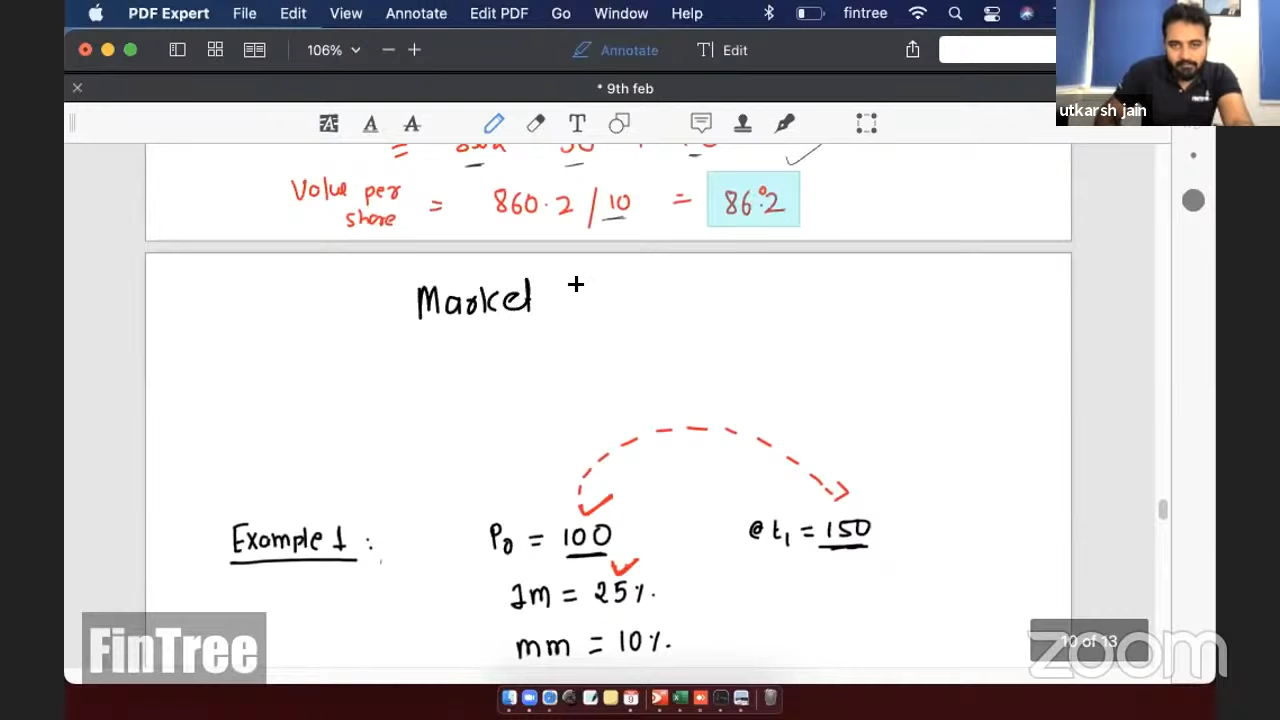 PDF Expert File Edit View Annotate Edit PDF Go Window Help fintree
106% Annotate T Edit
* 9th feb
utkarsh jain
Value per share = 860.2 / 10 = 86.2
Market
Example 1 : P0 = 100 @ t1 = 150
Im = 25%.
mm = 10%.
FinTree
10 of 13
zoom